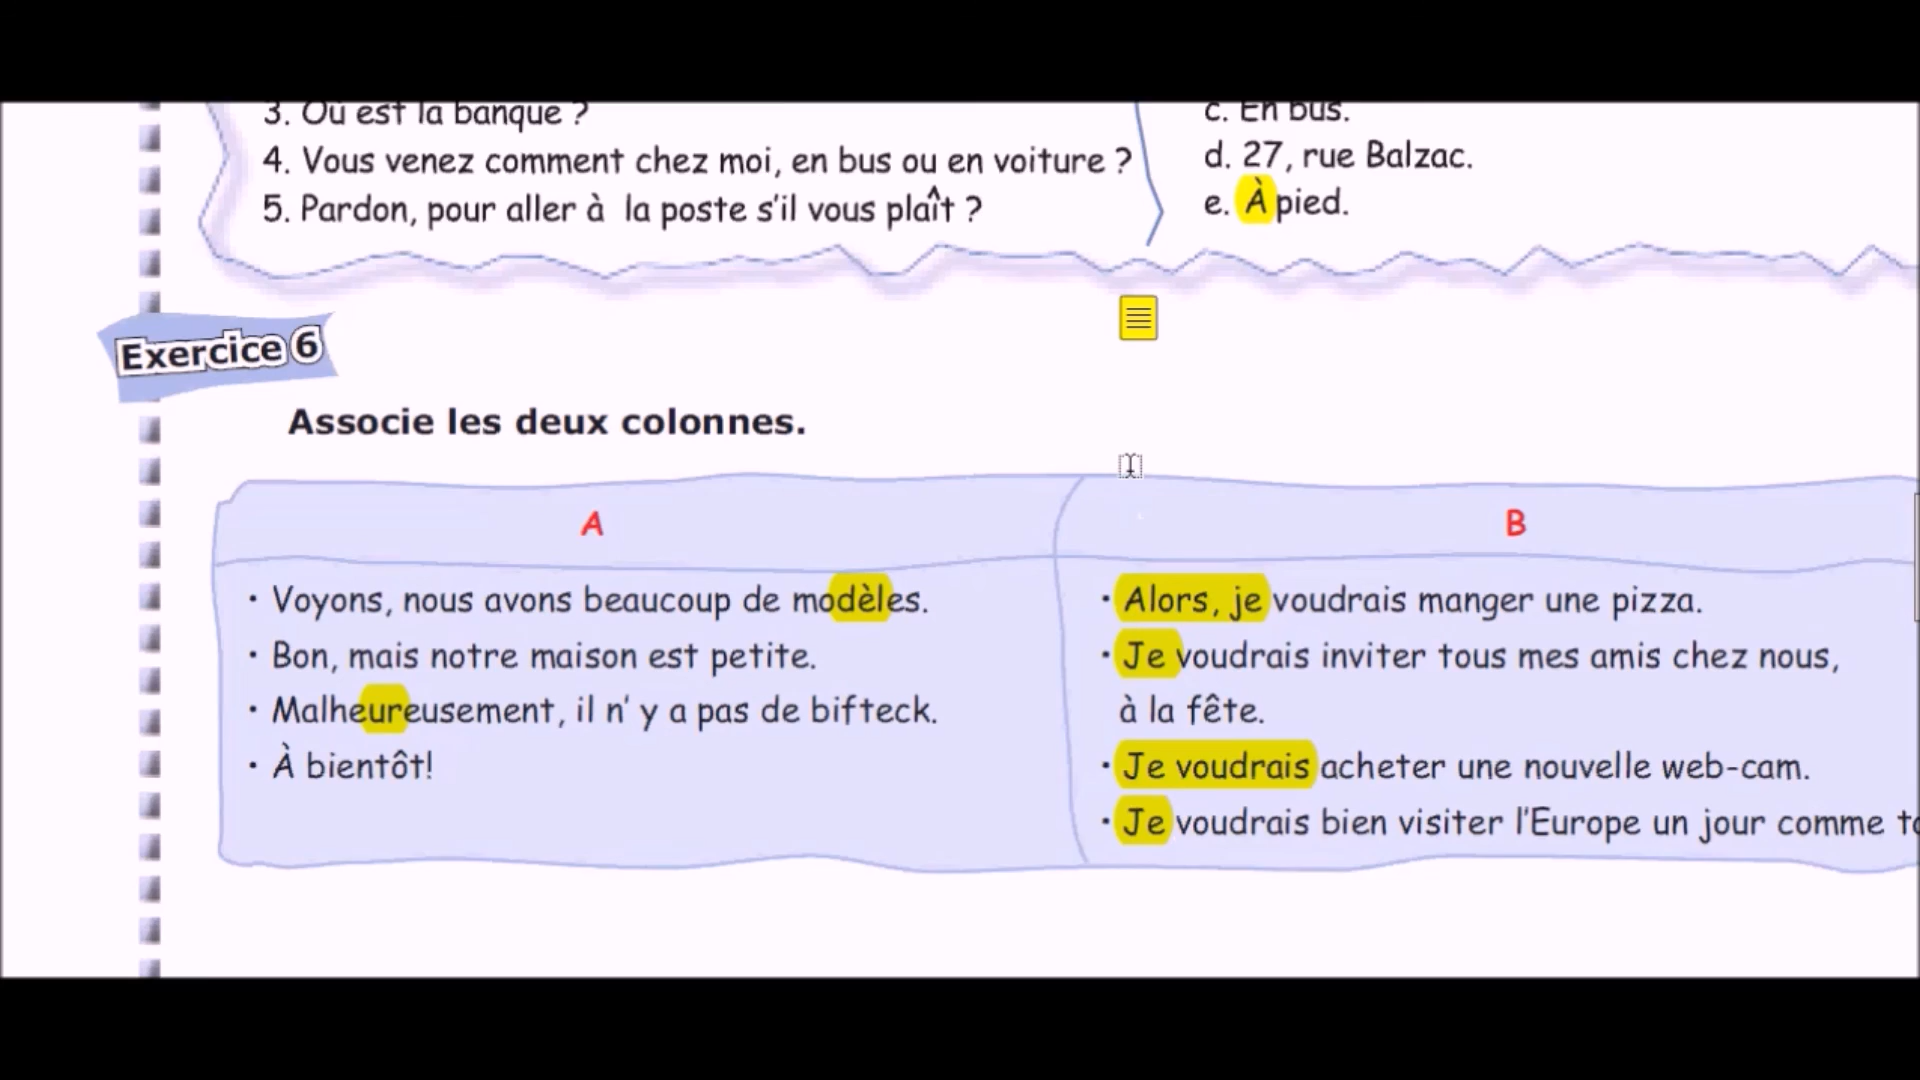 3. Où est la banque ?
c. En bus.
4. Vous venez comment chez moi, en bus ou en voiture ?
d. 27, rue Balzac.
5. Pardon, pour aller à la poste s'il vous plaît ?
e. À pied.
Exercice 6
Associe les deux colonnes.
A
B
• Voyons, nous avons beaucoup de modèles.
• Bon, mais notre maison est petite.
• Malheureusement, il n' y a pas de bifteck.
• À bientôt!
• Alors, je voudrais manger une pizza.
• Je voudrais inviter tous mes amis chez nous,
à la fête.
• Je voudrais acheter une nouvelle web-cam.
• Je voudrais bien visiter l'Europe un jour comme